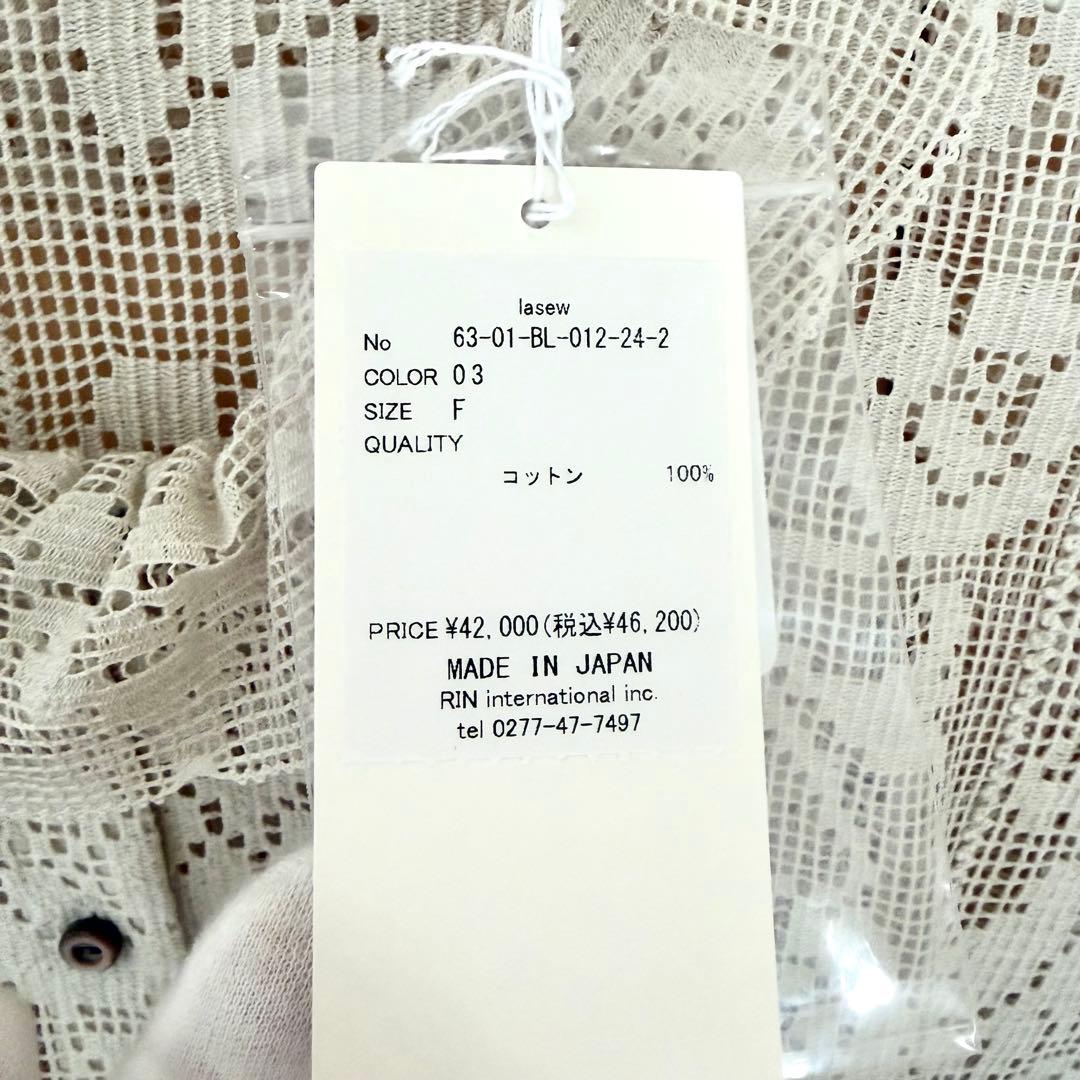 lasew
No 63-01-BL-012-24-2
COLOR 03
SIZE F
QUALITY
コットン 100%
PRICE ¥42,000(税込¥46,200)
MADE IN JAPAN
RIN international inc.
tel 0277-47-7497